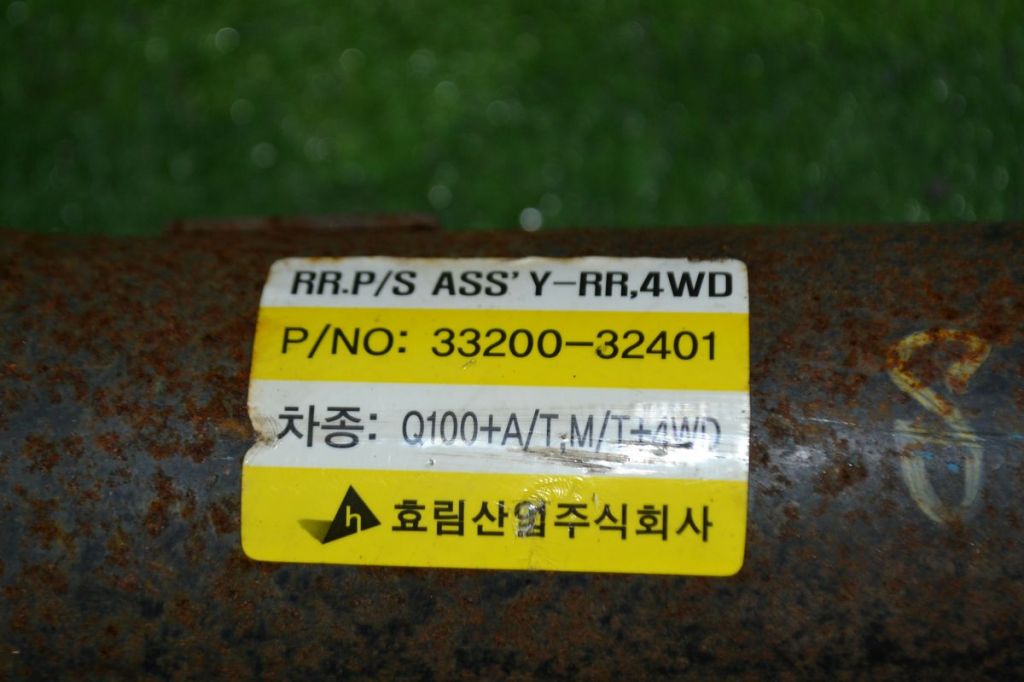 RR.P/S ASS'Y-RR,4WD
P/NO: 33200-32401
차종: Q100+A/T,M/T+4WD
효림산업주식회사
8